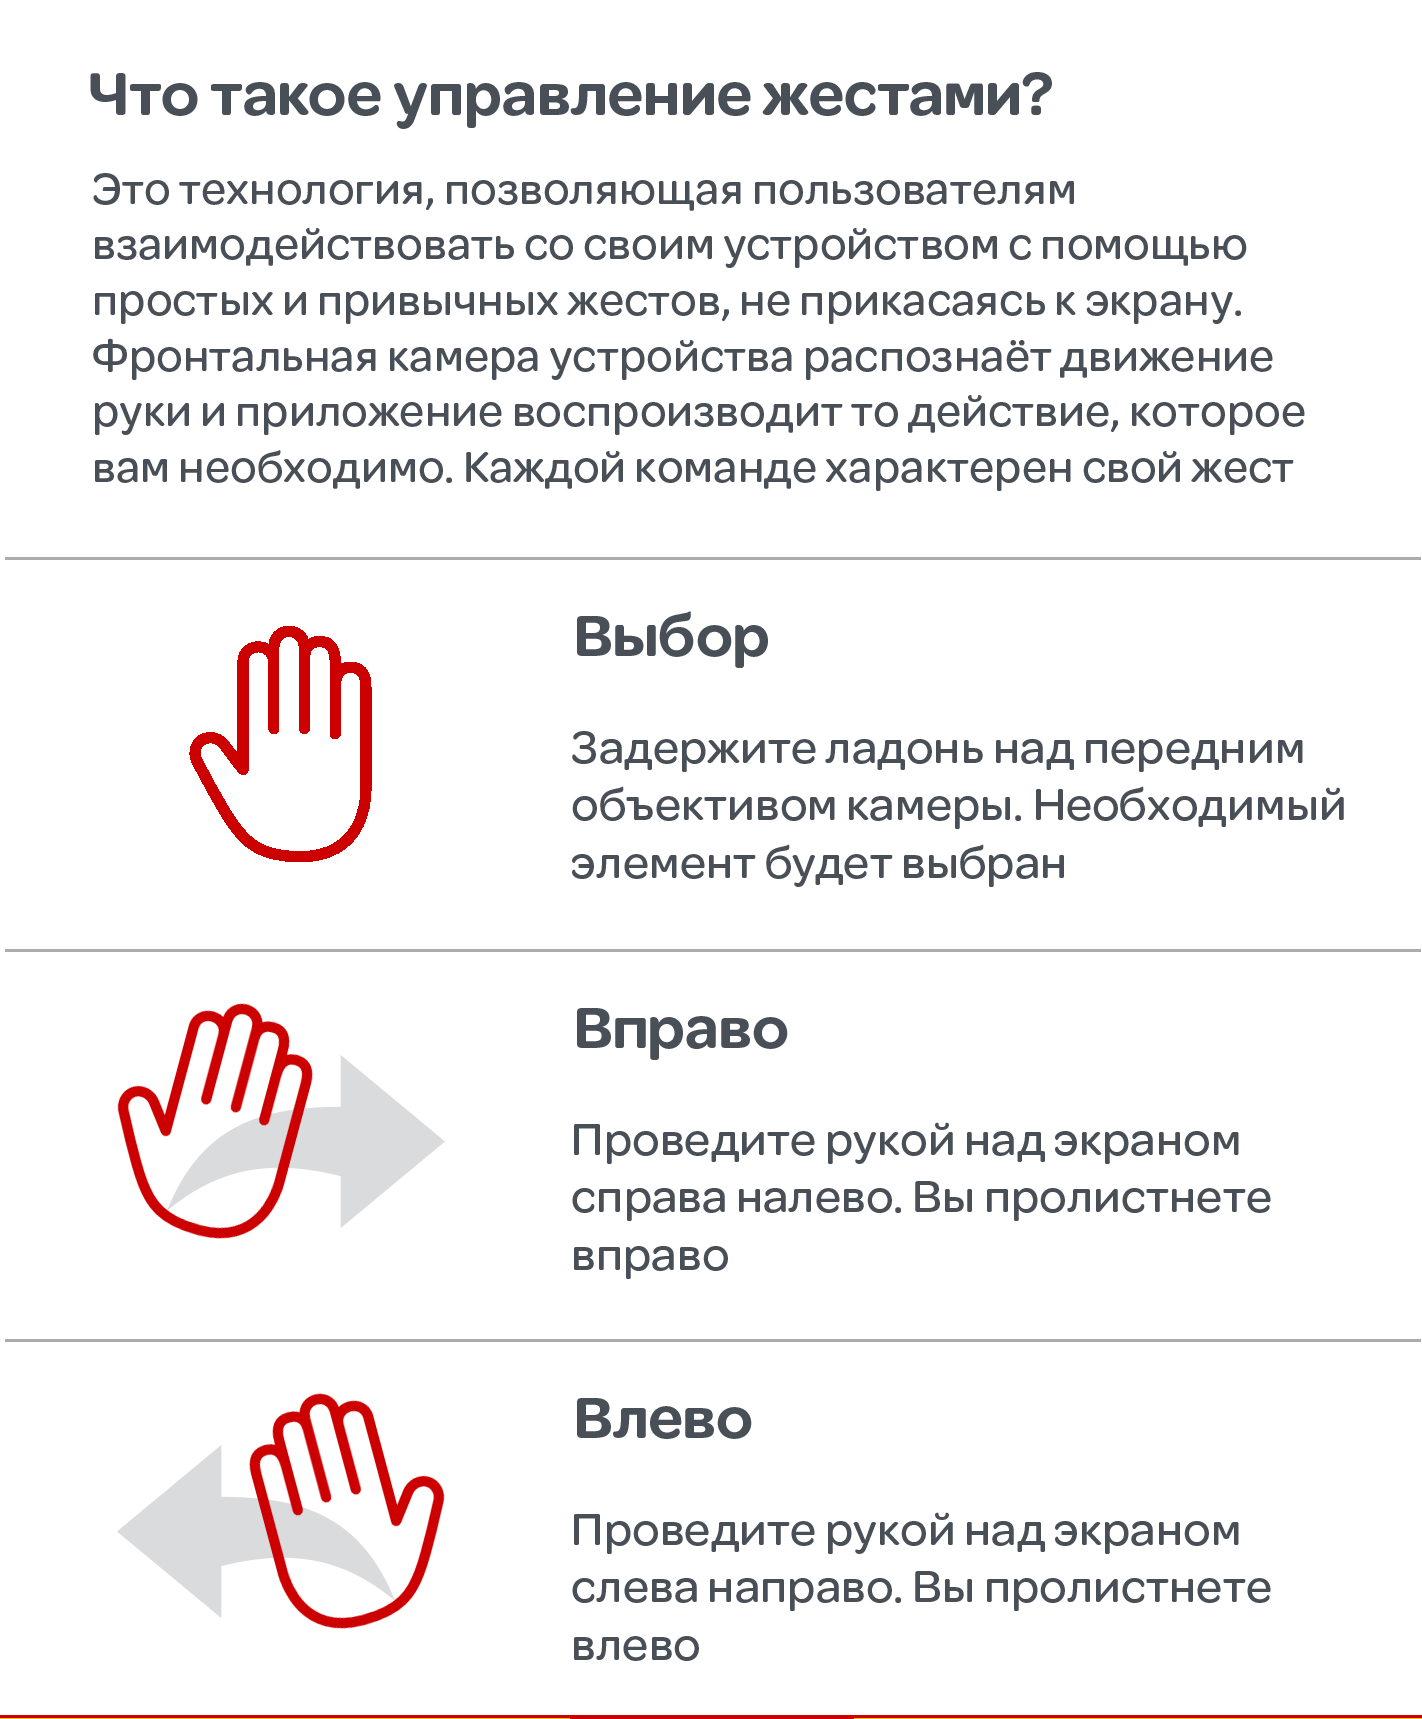 Что такое управление жестами?
Это технология, позволяющая пользователям
взаимодействовать со своим устройством с помощью
простых и привычных жестов, не прикасаясь к экрану.
Фронтальная камера устройства распознаёт движение
руки и приложение воспроизводит то действие, которое
вам необходимо. Каждой команде характерен свой жест
Выбор
Задержите ладонь над передним
объективом камеры. Необходимый
элемент будет выбран
Вправо
Проведите рукой над экраном
справа налево. Вы пролистнете
вправо
Влево
Проведите рукой над экраном
слева направо. Вы пролистнете
влево